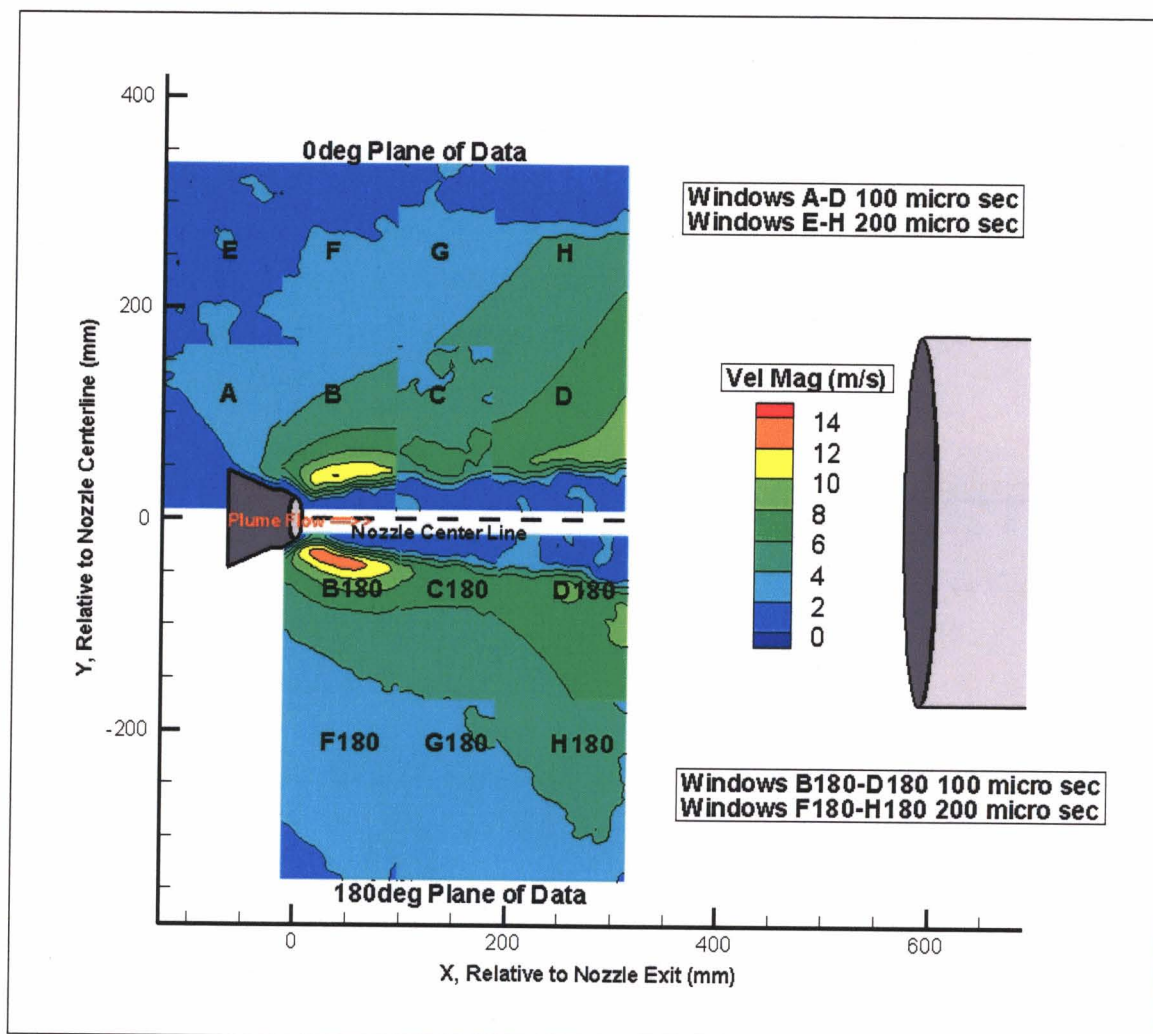 400
0deg Plane of Data
Windows A-D 100 micro sec
Windows E-H 200 micro sec
E
F
G
H
200
Vel Mag (m/s)
A
B
C
D
14
12
10
8
6
4
2
0
Y, Relative to Nozzle Centerline (mm)
0
Plume Flow ==>>
Nozzle Center Line
B180
C180
D180
-200
F180
G180
H180
Windows B180-D180 100 micro sec
Windows F180-H180 200 micro sec
180deg Plane of Data
0
200
400
600
X, Relative to Nozzle Exit (mm)